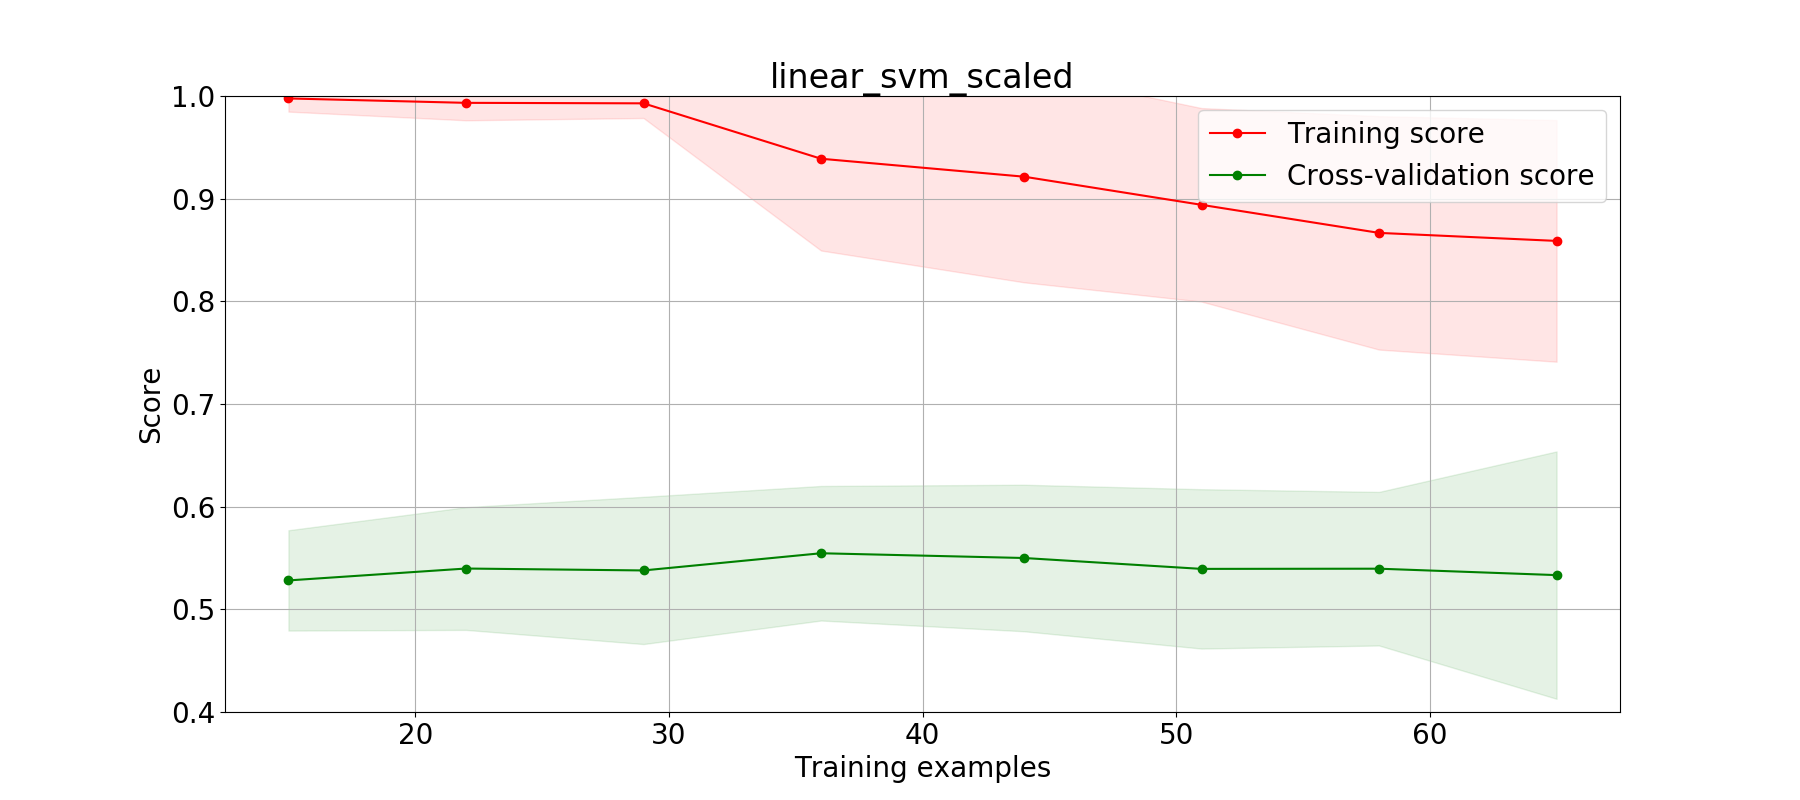 linear_svm_scaled
Training score
Cross-validation score
Score
1.0
0.9
0.8
0.7
0.6
0.5
0.4
20 30 40 50 60
Training examples